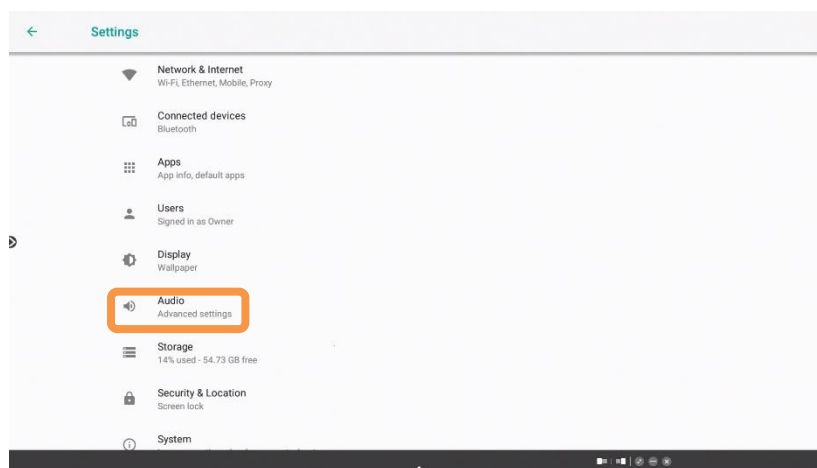 Settings
Network & Internet
Wi-Fi, Ethernet, Mobile, Proxy
Connected devices
Bluetooth
Apps
App info, default apps
Users
Signed in as Owner
Display
Wallpaper
Audio
Advanced settings
Storage
14% used - 54.73 GB free
Security & Location
Screen lock
System